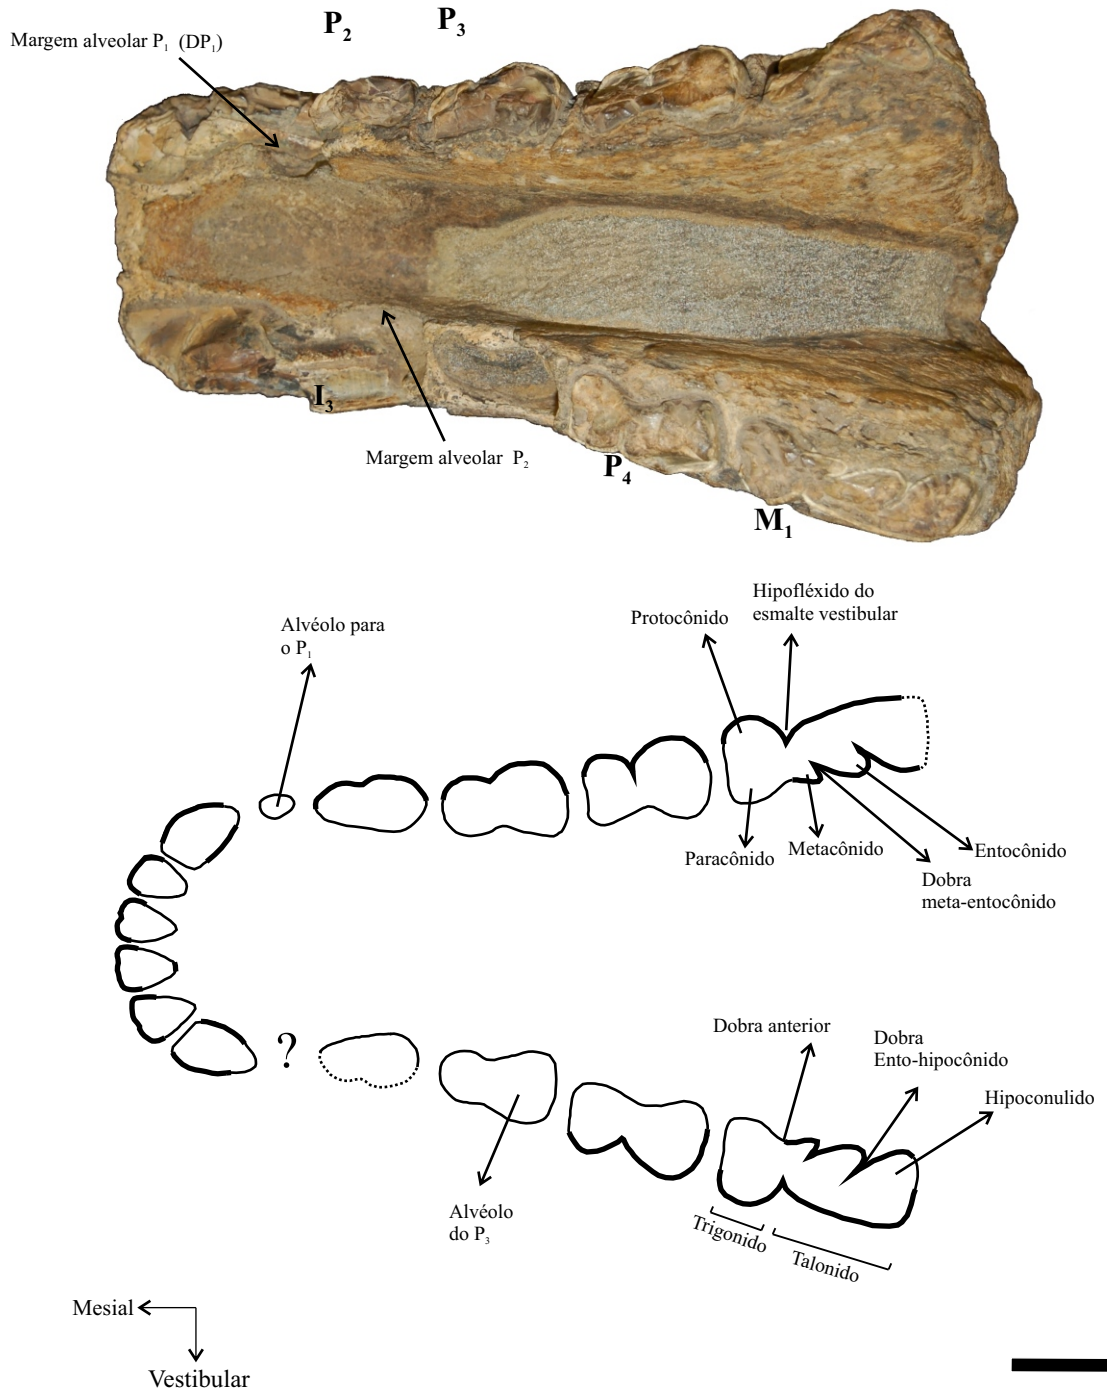 P₂
P₃
Margem alveolar P₁ (DP₁)
I₃
Margem alveolar P₂
P₄
M₁
Hipofléxido do
esmalte vestibular
Protocônido
Alvéolo para
o P₁
Paracônido
Metacônido
Entocônido
Dobra
meta-entocônido
?
Dobra anterior
Dobra
Ento-hipocônido
Hipoconulido
Alvéolo
do P₃
Trigonido
Talonido
Mesial
Vestibular